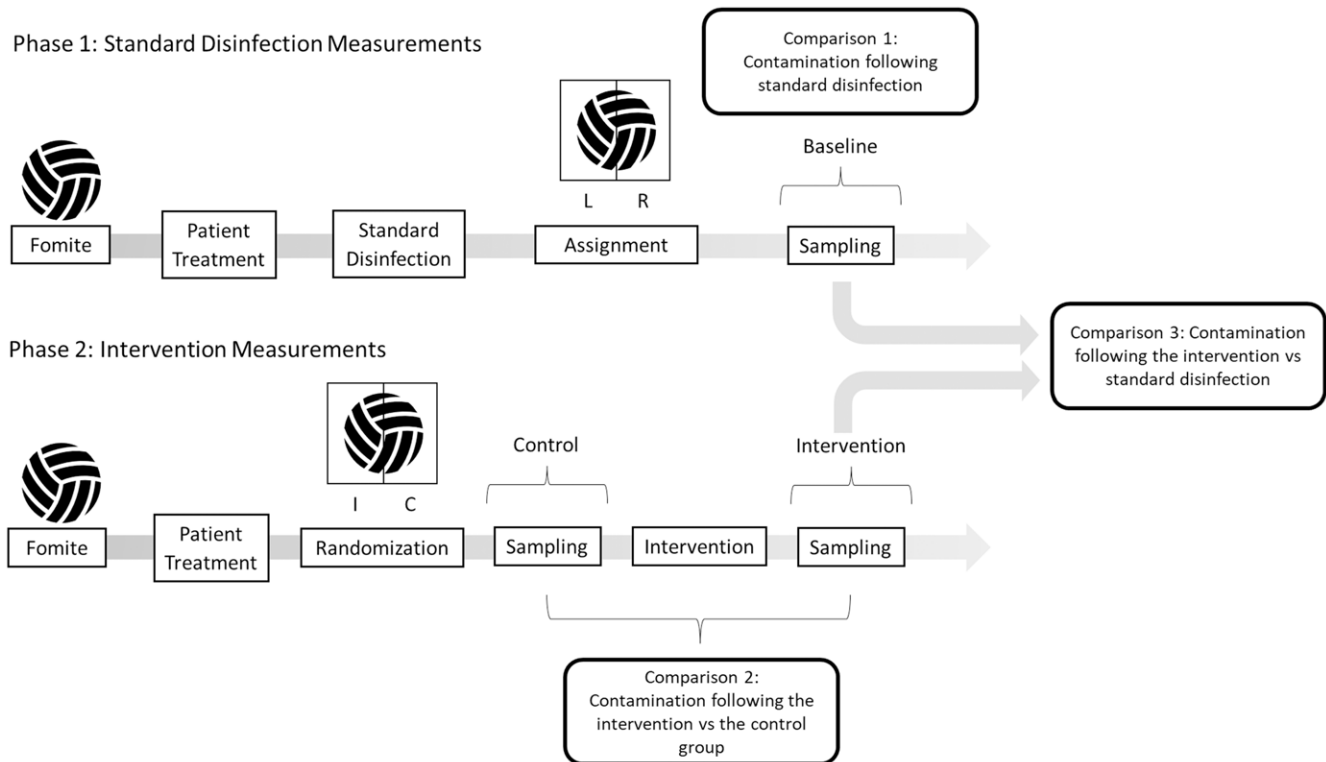 Phase 1: Standard Disinfection Measurements
Comparison 1:
Contamination following
standard disinfection
L R
Baseline
Fomite
Patient
Treatment
Standard
Disinfection
Assignment
Sampling
Comparison 3: Contamination
following the intervention vs
standard disinfection
Phase 2: Intervention Measurements
I C
Control
Intervention
Fomite
Patient
Treatment
Randomization
Sampling
Intervention
Sampling
Comparison 2:
Contamination following the
intervention vs the control
group